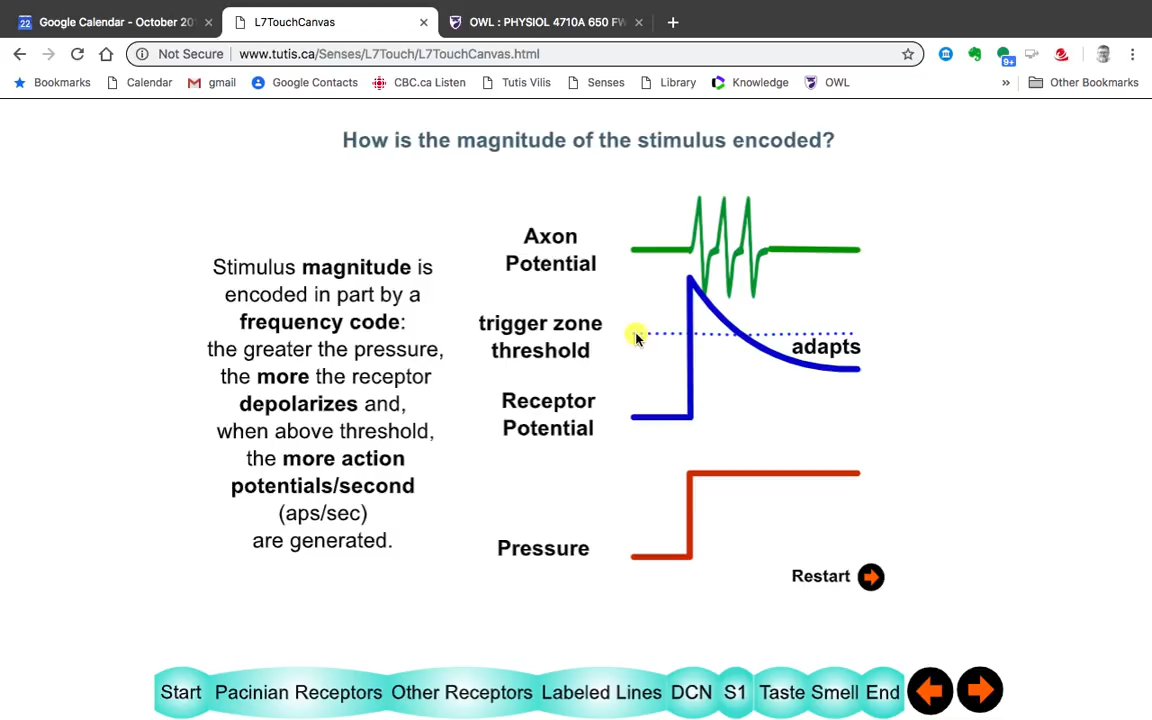 22 Google Calendar - October 20
L7TouchCanvas
OWL : PHYSIOL 4710A 650 FW
Not Secure www.tutis.ca/Senses/L7Touch/L7TouchCanvas.html
9+
Bookmarks Calendar gmail Google Contacts CBC.ca Listen Tutis Vilis Senses Library Knowledge OWL » Other Bookmarks
How is the magnitude of the stimulus encoded?
Stimulus magnitude is
encoded in part by a
frequency code:
the greater the pressure,
the more the receptor
depolarizes and,
when above threshold,
the more action
potentials/second
(aps/sec)
are generated.
Axon
Potential
trigger zone
threshold
adapts
Receptor
Potential
Pressure
Restart
Start Pacinian Receptors Other Receptors Labeled Lines DCN S1 Taste Smell End